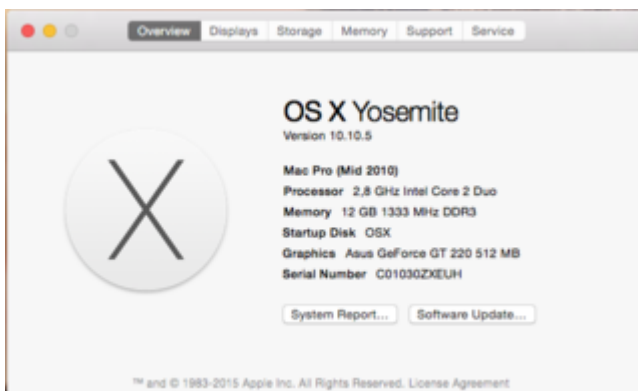 Overview Displays Storage Memory Support Service
OS X Yosemite
Version 10.10.5
Mac Pro (Mid 2010)
Processor 2,8 GHz Intel Core 2 Duo
Memory 12 GB 1333 MHz DDR3
Startup Disk OSX
Graphics Asus GeForce GT 220 512 MB
Serial Number C01030ZXEUH
System Report... Software Update...
™ and © 1983-2015 Apple Inc. All Rights Reserved. License Agreement